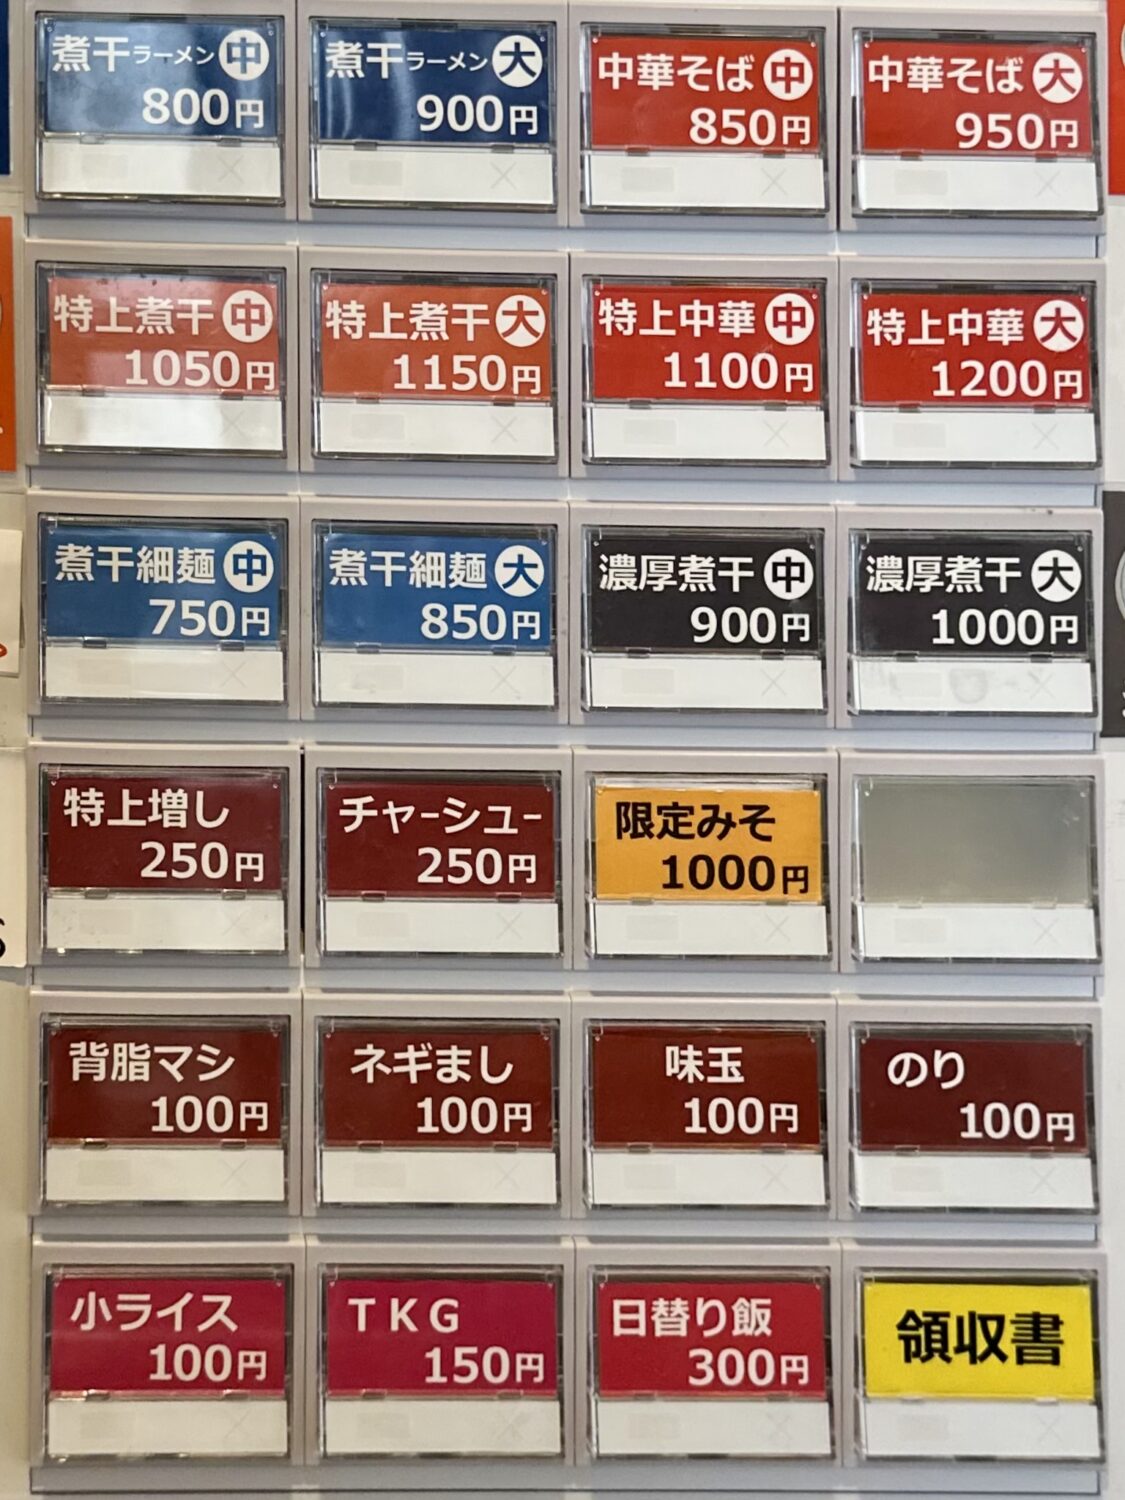 煮干ラーメン 中
800円
煮干ラーメン 大
900円
中華そば 中
850円
中華そば 大
950円
特上煮干 中
1050円
特上煮干 大
1150円
特上中華 中
1100円
特上中華 大
1200円
煮干細麺 中
750円
煮干細麺 大
850円
濃厚煮干 中
900円
濃厚煮干 大
1000円
特上増し
250円
チャーシュー
250円
限定みそ
1000円
背脂マシ
100円
ネギまし
100円
味玉
100円
のり
100円
小ライス
100円
TKG
150円
日替り飯
300円
領収書